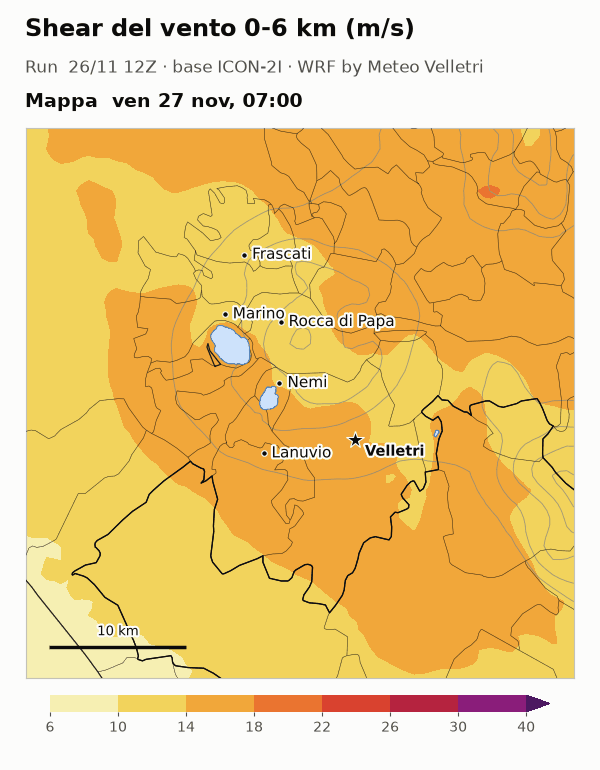 Shear del vento 0-6 km (m/s)
Run  26/11 12Z · base ICON-2I · WRF by Meteo Velletri
Mappa  ven 27 nov, 07:00
Frascati
Marino
Rocca di Papa
Nemi
Velletri
Lanuvio
10 km
6 10 14 18 22 26 30 40